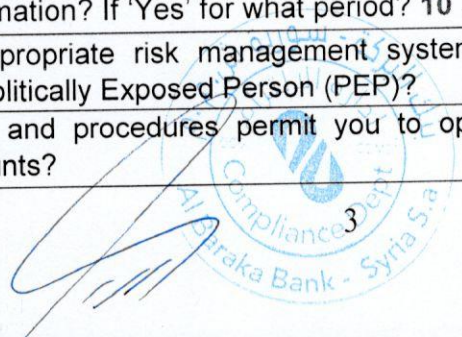 nation? If 'Yes' for what period? 10
propriate risk management system
olitically Exposed Person (PEP)?
and procedures permit you to op
nts?
Compliance Dept
3
Al Baraka Bank - Syria S.a